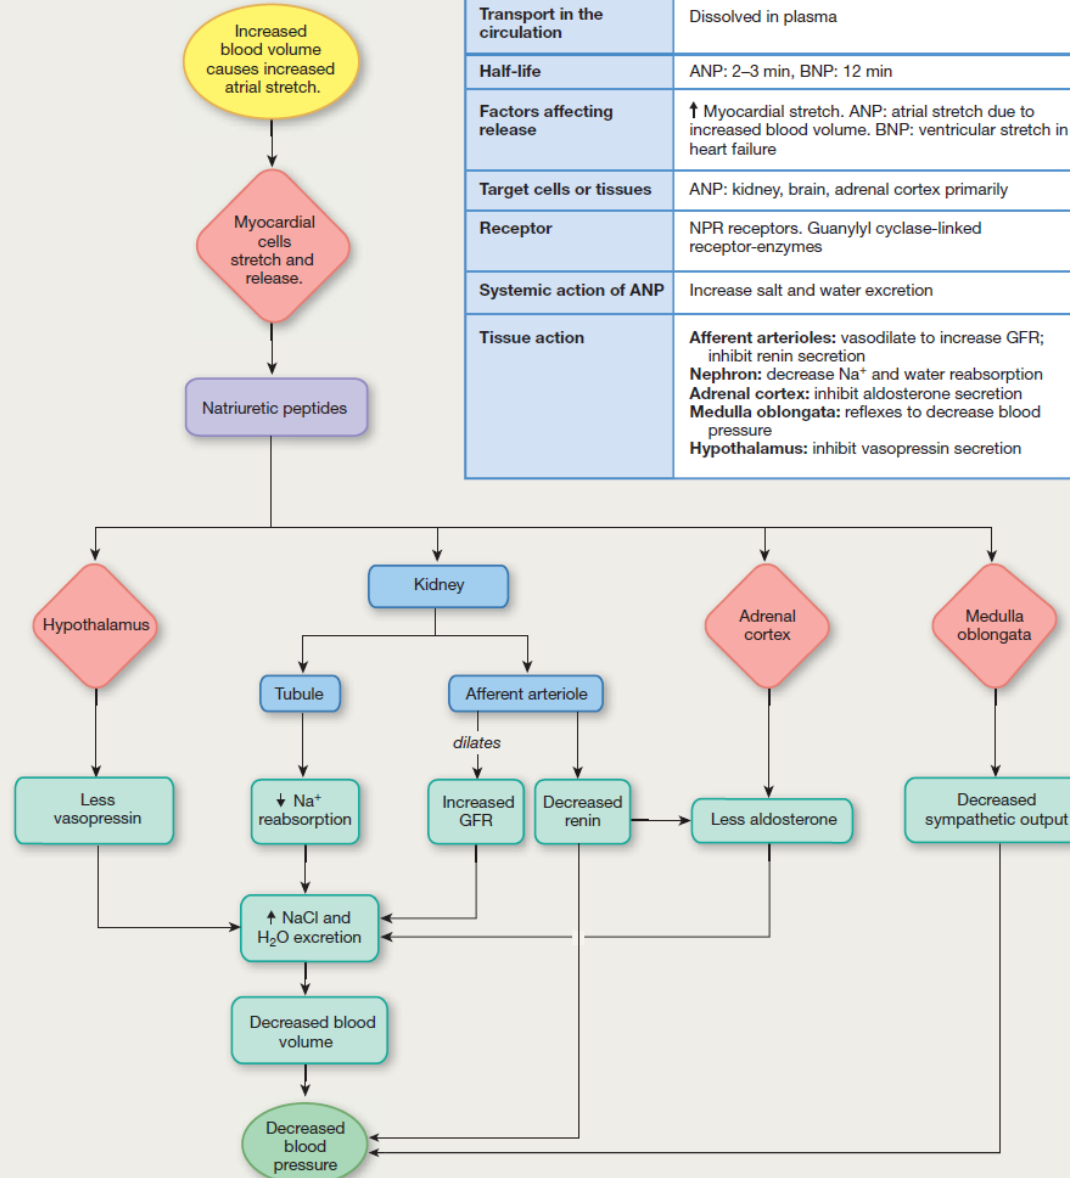 Increased
blood volume
causes increased
atrial stretch.
Myocardial
cells
stretch and
release.
Natriuretic peptides
Transport in the
circulation
Dissolved in plasma
Half-life
ANP: 2–3 min, BNP: 12 min
Factors affecting
release
↑ Myocardial stretch. ANP: atrial stretch due to
increased blood volume. BNP: ventricular stretch in
heart failure
Target cells or tissues
ANP: kidney, brain, adrenal cortex primarily
Receptor
NPR receptors. Guanylyl cyclase-linked
receptor-enzymes
Systemic action of ANP
Increase salt and water excretion
Tissue action
Afferent arterioles: vasodilate to increase GFR;
inhibit renin secretion
Nephron: decrease Na⁺ and water reabsorption
Adrenal cortex: inhibit aldosterone secretion
Medulla oblongata: reflexes to decrease blood
pressure
Hypothalamus: inhibit vasopressin secretion
Hypothalamus
Kidney
Adrenal
cortex
Medulla
oblongata
Tubule
Afferent arteriole
dilates
Less
vasopressin
↓ Na⁺
reabsorption
Increased
GFR
Decreased
renin
Less aldosterone
Decreased
sympathetic output
↑ NaCl and
H₂O excretion
Decreased blood
volume
Decreased
blood
pressure